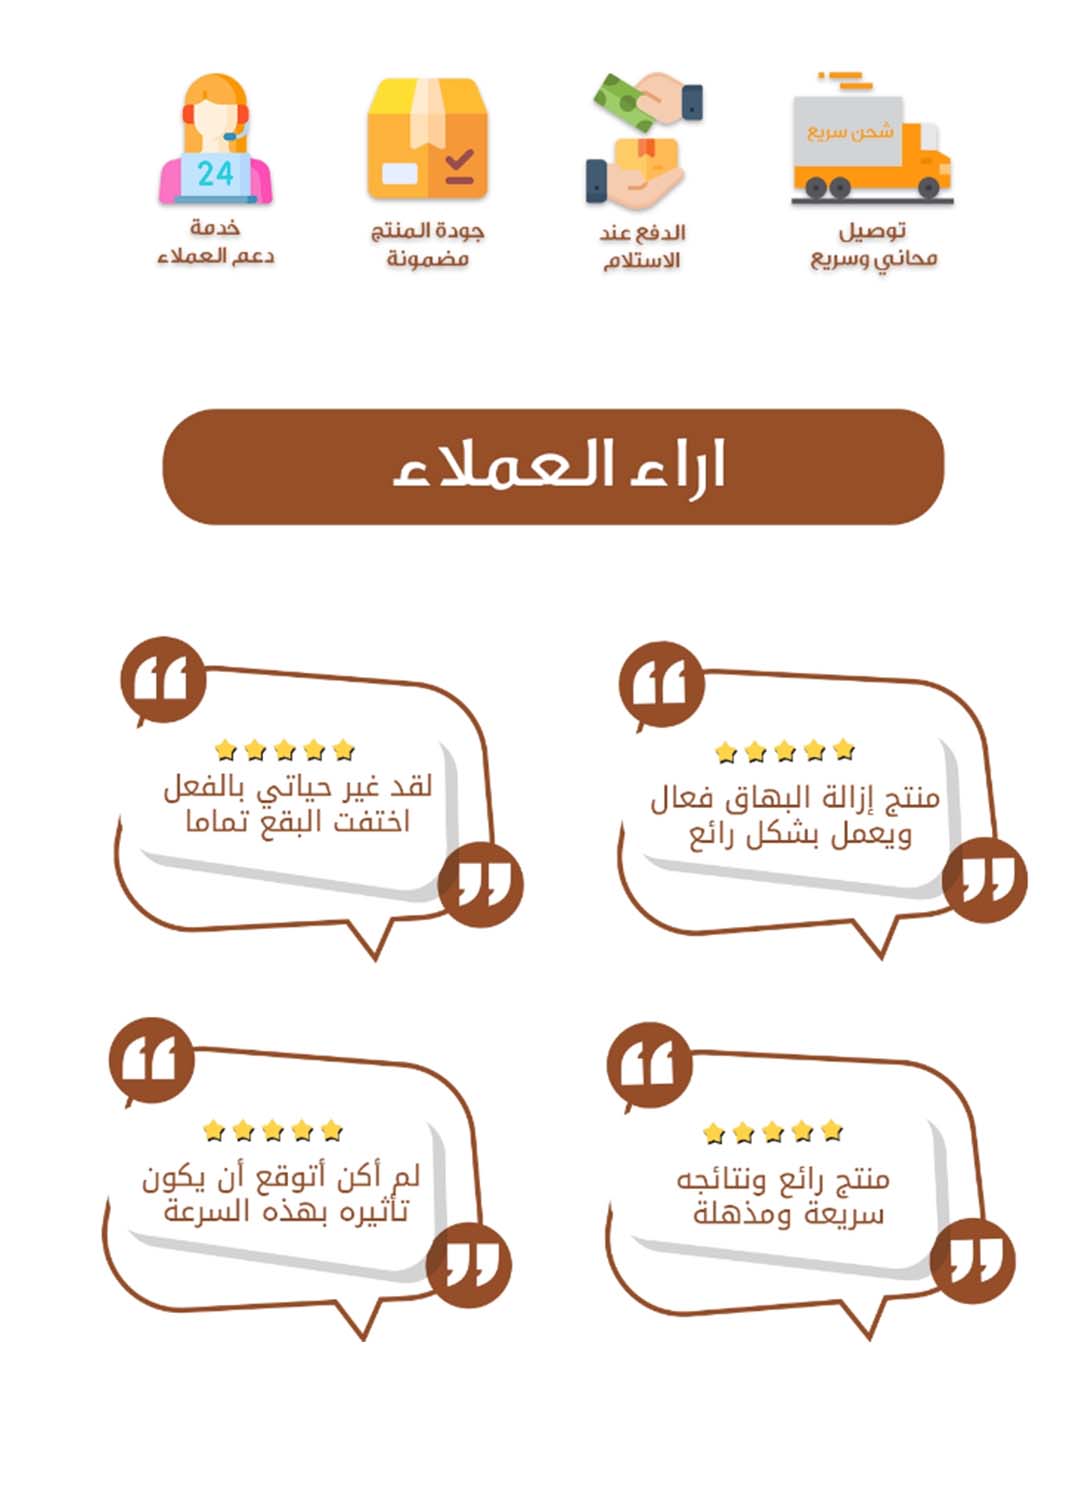 شحن سريع
توصيل
محاني وسريع
الدفع عند
الاستلام
جودة المنتج
مضمونة
24
خدمة
دعم العملاء
اراء العملاء
منتج إزالة البهاق فعال
ويعمل بشكل رائع
لقد غير حياتي بالفعل
اختفت البقع تماما
منتج رائع ونتائجه
سريعة ومذهلة
لم أكن أتوقع أن يكون
تأثيره بهذه السرعة